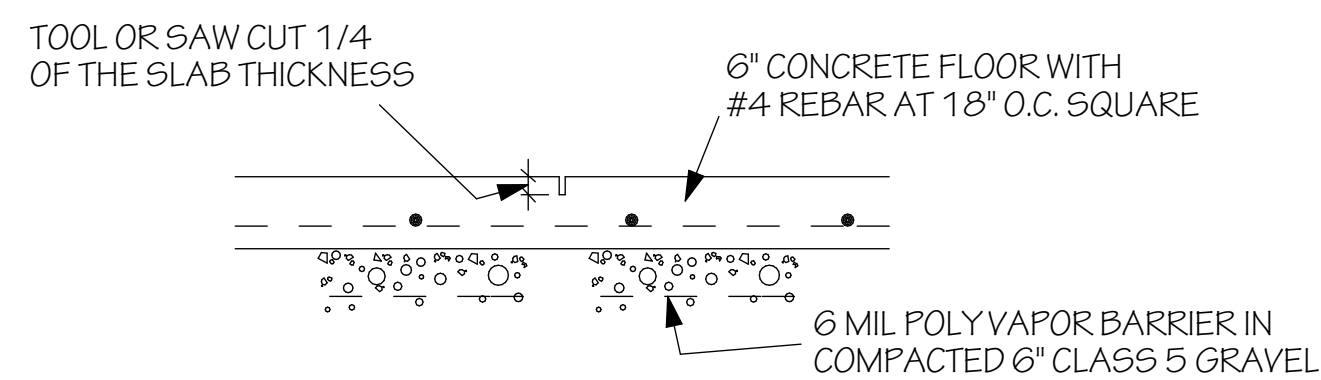 TOOL OR SAW CUT 1/4
OF THE SLAB THICKNESS
6" CONCRETE FLOOR WITH
#4 REBAR AT 18" O.C. SQUARE
6 MIL POLY VAPOR BARRIER IN
COMPACTED 6" CLASS 5 GRAVEL